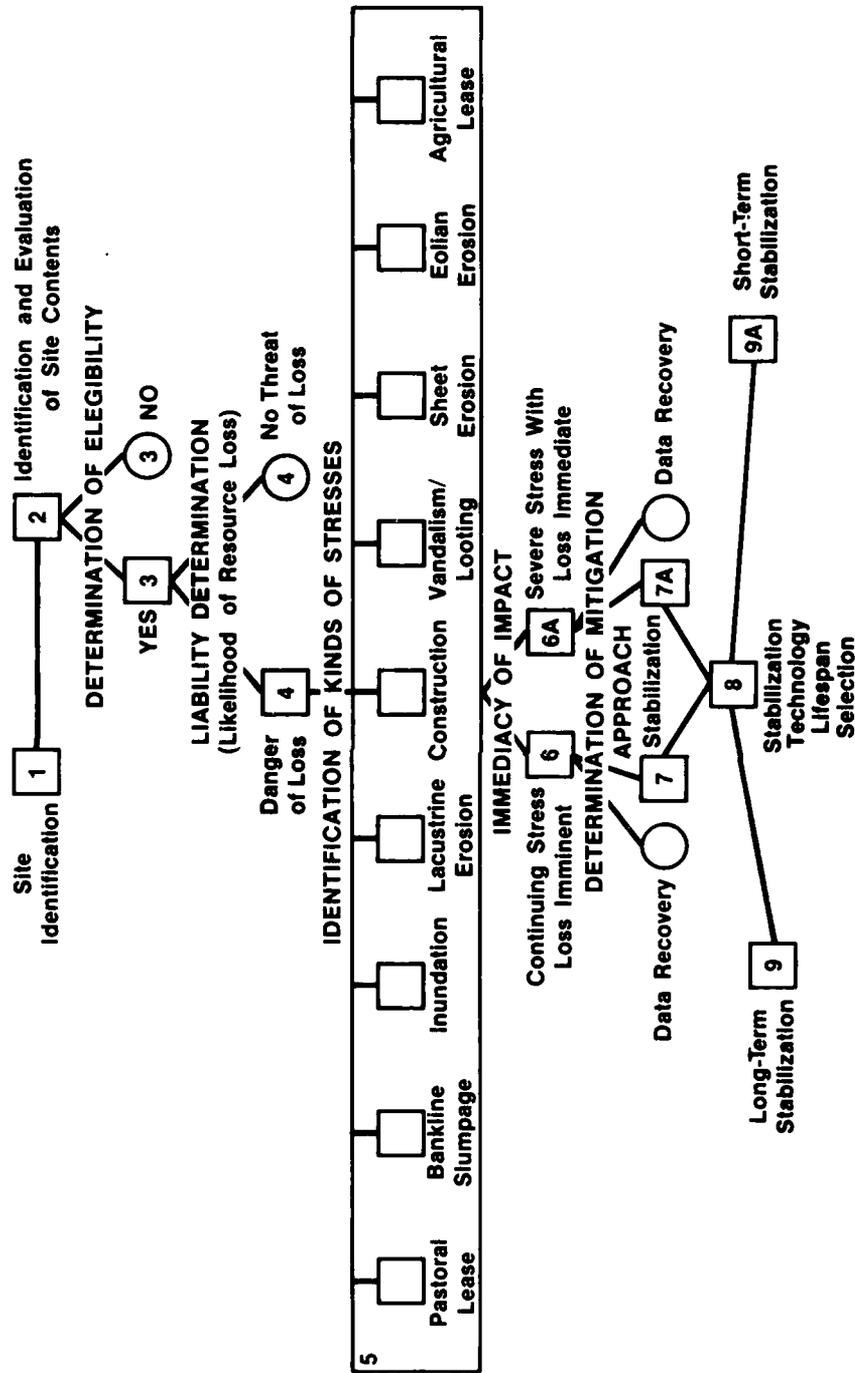 Site
Identification
1
2
Identification and Evaluation
of Site Contents
DETERMINATION OF ELEGIBILITY
YES
3
3
NO
LIABILITY DETERMINATION
(Likelihood of Resource Loss)
Danger
of Loss
4
4
No Threat
of Loss
IDENTIFICATION OF KINDS OF STRESSES
5
Pastoral
Lease
Bankline
Slumpage
Inundation
Lacustrine
Erosion
Construction
Vandalism/
Looting
Sheet
Erosion
Eolian
Erosion
Agricultural
Lease
IMMEDIACY OF IMPACT
Continuing Stress
Loss Imminent
6
6A
Severe Stress With
Loss Immediate
DETERMINATION OF MITIGATION
APPROACH
Data Recovery
7
Stabilization
7A
Data Recovery
8
Stabilization
Technology
Lifespan
Selection
Long-Term
Stabilization
9
9A
Short-Term
Stabilization